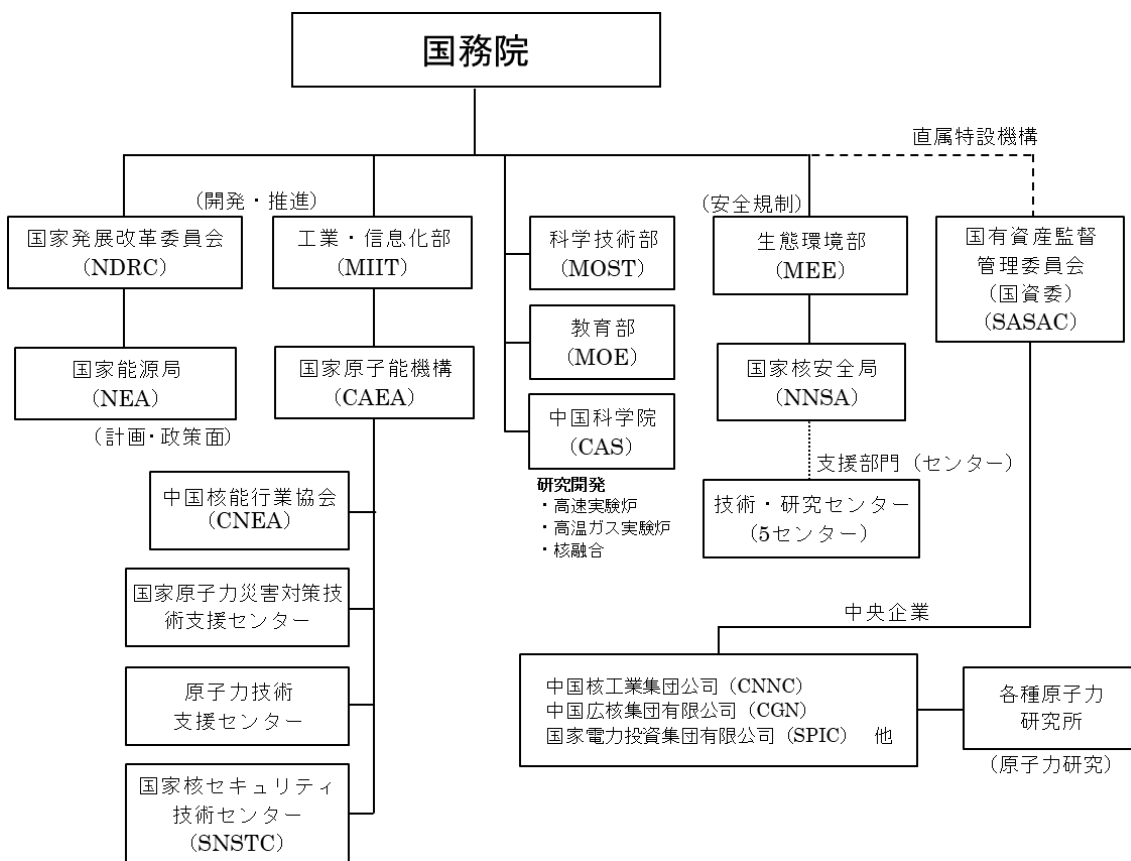 国務院
直属特設機構
(開発・推進)
(安全規制)
国家発展改革委員会
(NDRC)
工業・信息化部
(MIIT)
科学技術部
(MOST)
生態環境部
(MEE)
国有資産監督
管理委員会
(国資委)
SASAC)
国家能源局
(NEA)
(計画・政策面)
国家原子能機構
(CAEA)
教育部
(MOE)
国家核安全局
(NNSA)
中国科学院
(CAS)
研究開発
・高速実験炉
・高温ガス実験炉
・核融合
支援部門（センター）
技術・研究センター
(5センター)
中国核能行業協会
(CNEA)
国家原子力災害対策技
術支援センター
原子力技術
支援センター
国家核セキュリティ
技術センター
(SNSTC)
中央企業
中国核工業集団公司（CNNC）
中国広核集団有限公司（CGN）
国家電力投資集団有限公司（SPIC） 他
各種原子力
研究所
(原子力研究)